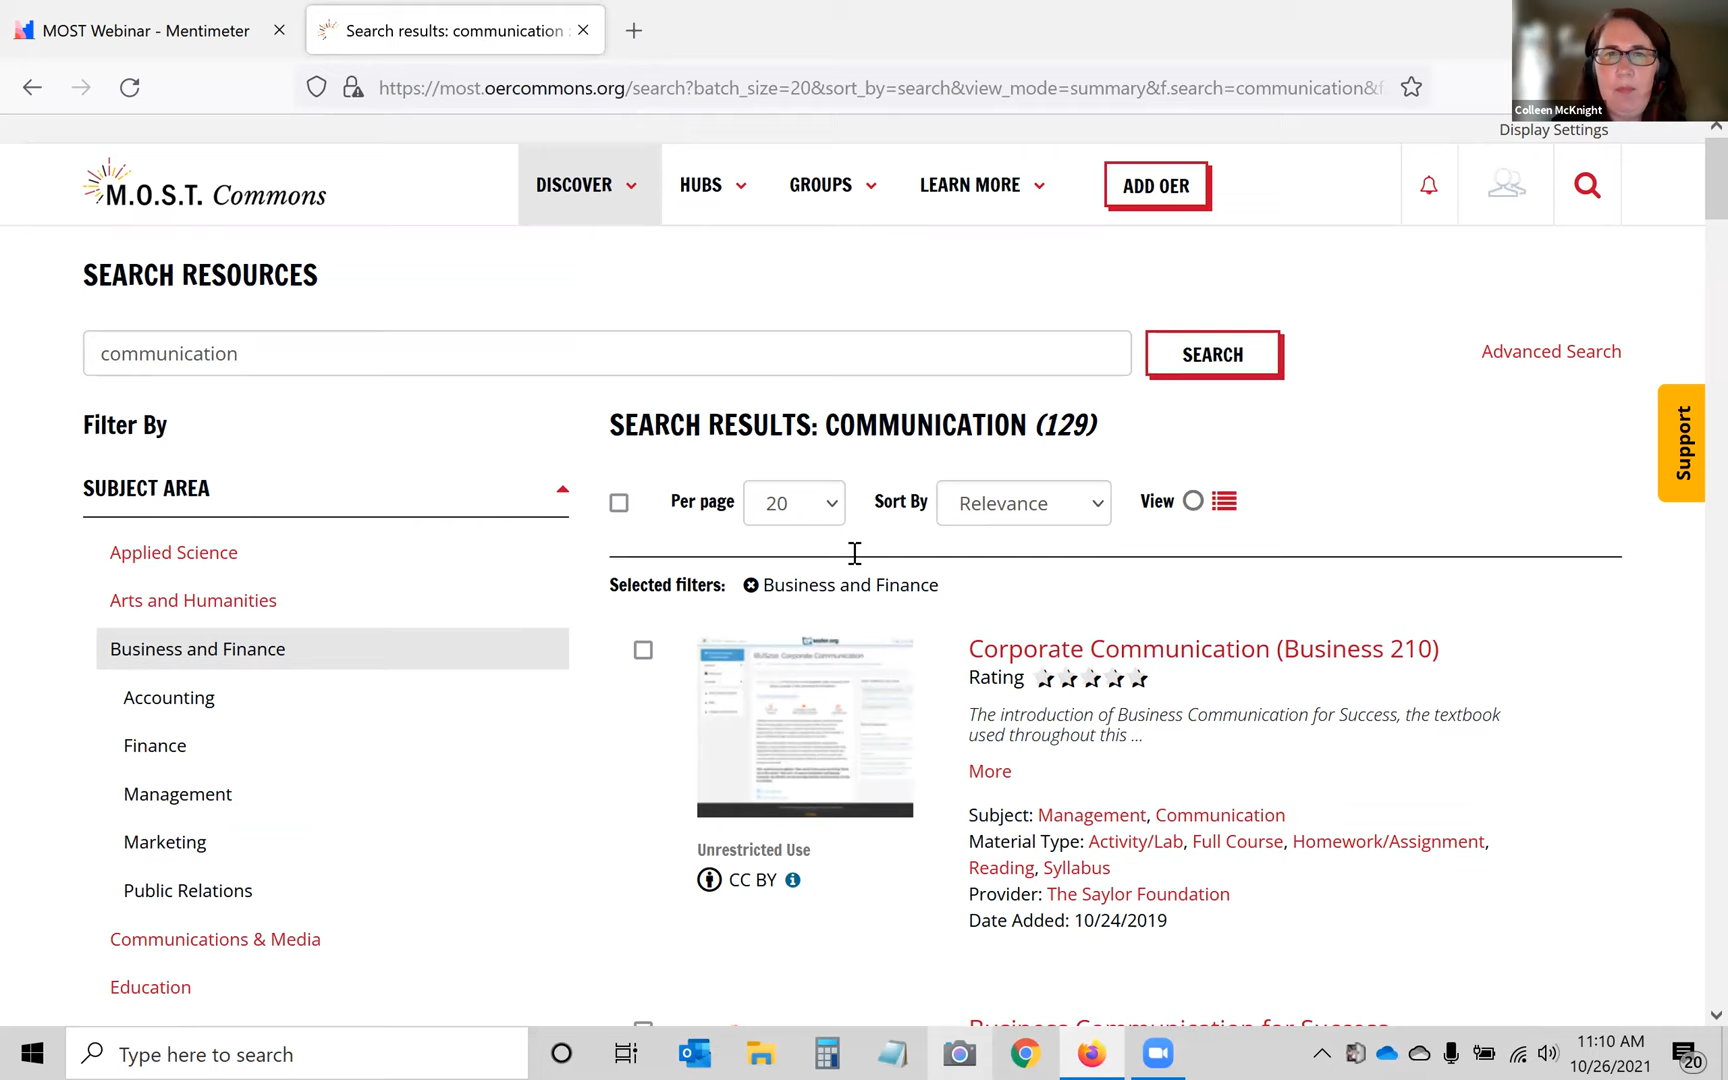 MOST Webinar - Mentimeter
Search results: communication
https://most.oercommons.org/search?batch_size=20&sort_by=search&view_mode=summary&f.search=communication&f
Colleen McKnight
Display Settings
M.O.S.T. Commons
DISCOVER
HUBS
GROUPS
LEARN MORE
ADD OER
SEARCH RESOURCES
communication
SEARCH
Advanced Search
Support
Filter By
SUBJECT AREA
Applied Science
Arts and Humanities
Business and Finance
Accounting
Finance
Management
Marketing
Public Relations
Communications & Media
Education
SEARCH RESULTS: COMMUNICATION (129)
Per page
20
Sort By
Relevance
View
Selected filters:
Business and Finance
Corporate Communication (Business 210)
Rating
The introduction of Business Communication for Success, the textbook
used throughout this ...
More
Unrestricted Use
CC BY
Subject: Management, Communication
Material Type: Activity/Lab, Full Course, Homework/Assignment,
Reading, Syllabus
Provider: The Saylor Foundation
Date Added: 10/24/2019
Business Communication for Success
Type here to search
11:10 AM
10/26/2021
20